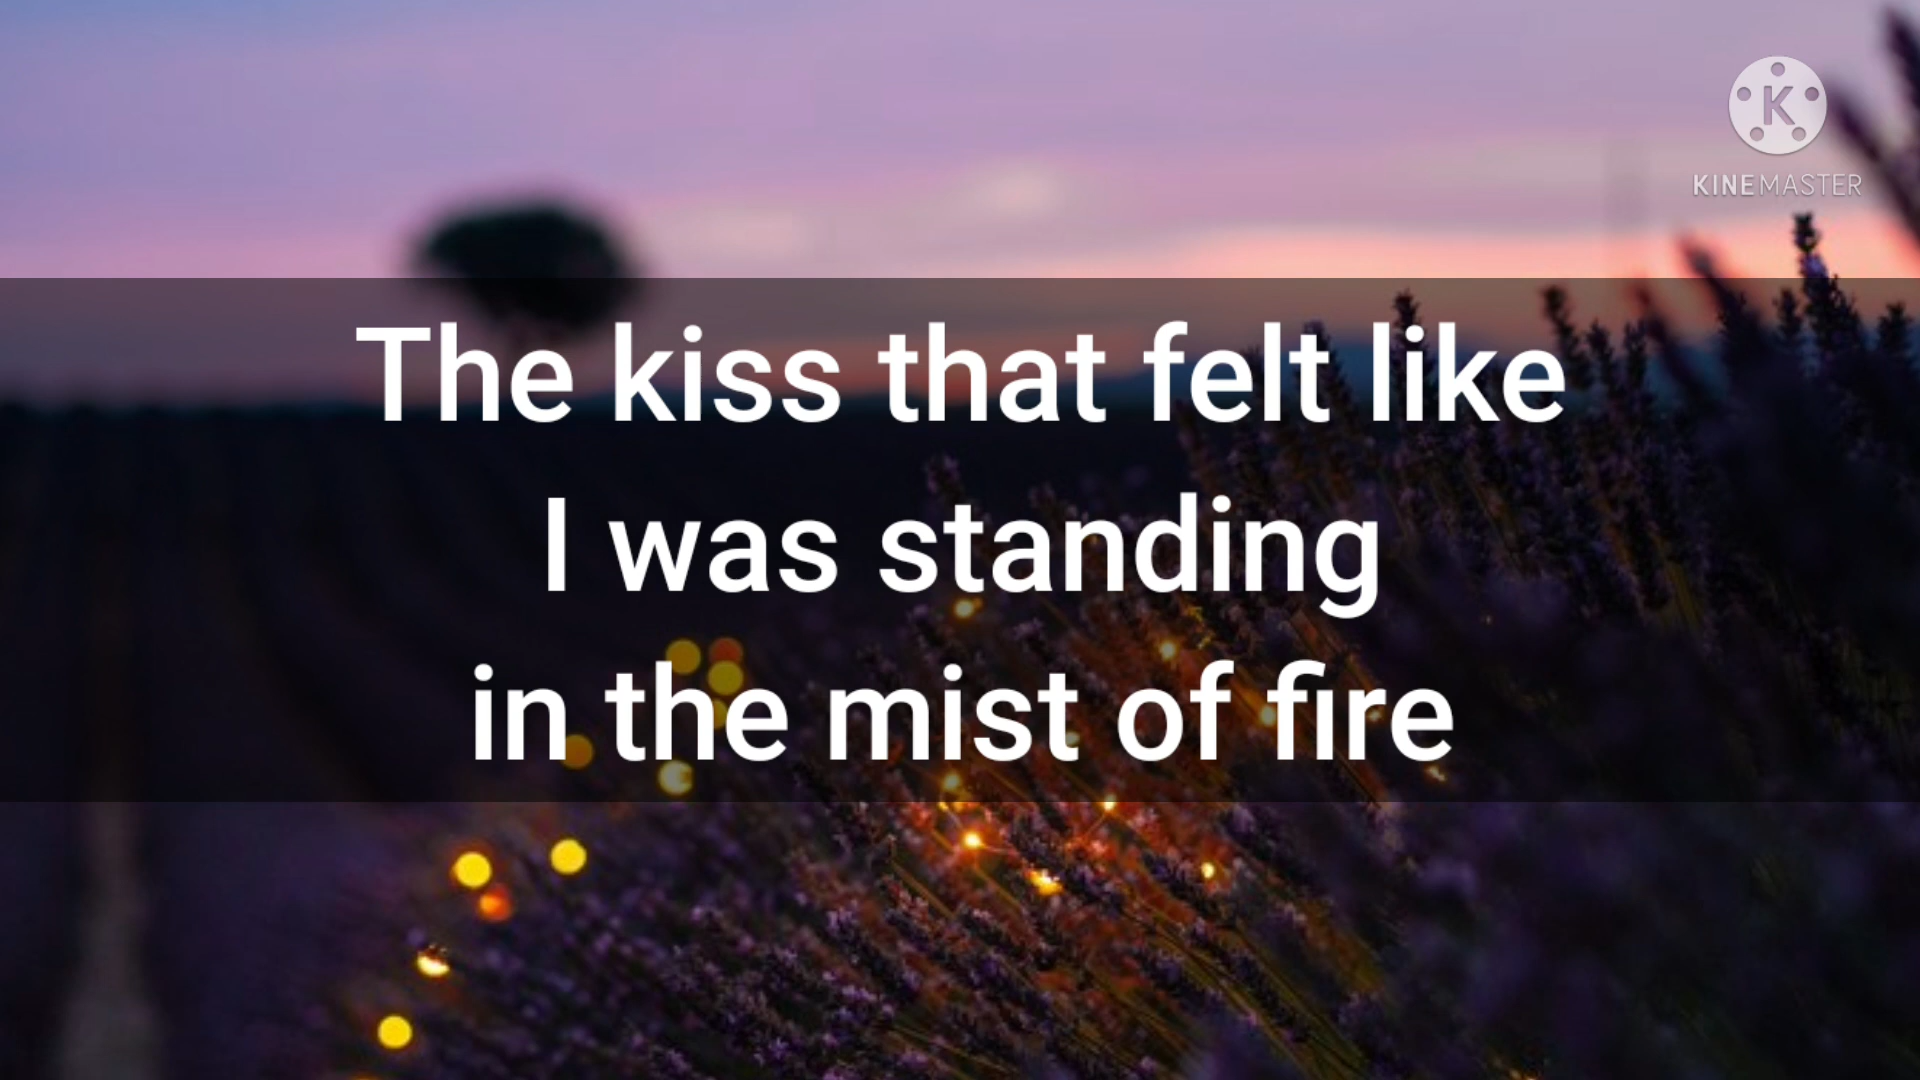 K
KINEMASTER
The kiss that felt like
I was standing
in the mist of fire